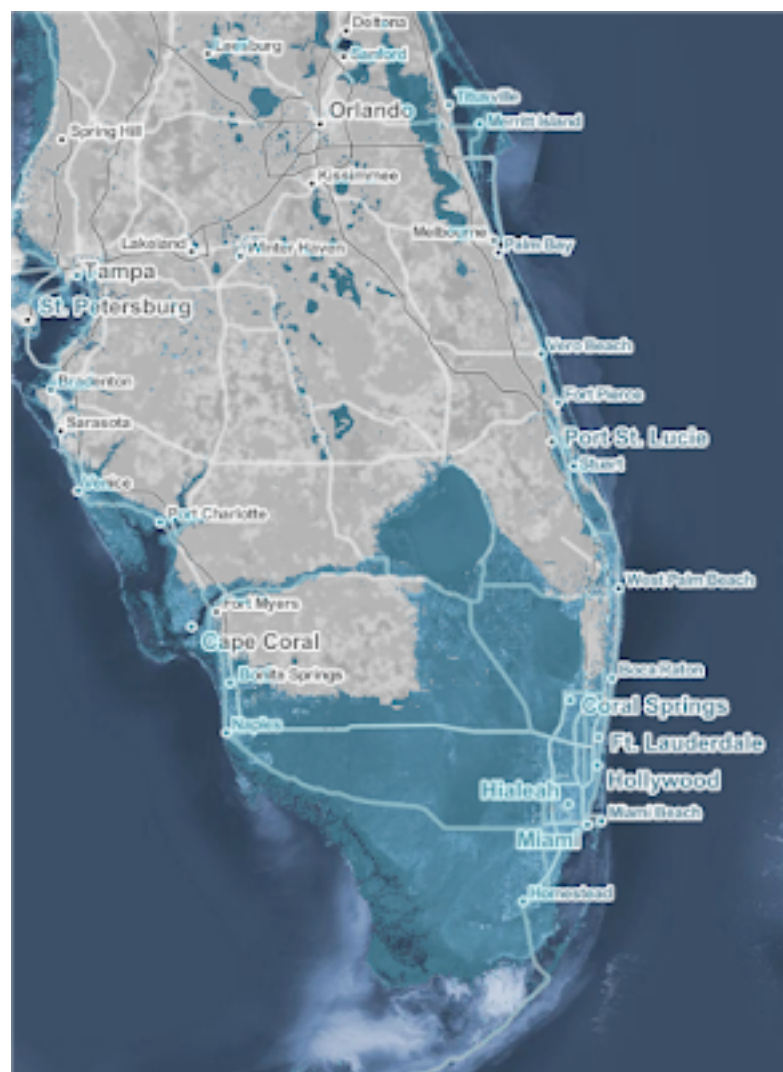 Deltona
Leesburg
Sanford
Titusville
Orlando
Merritt Island
Spring Hill
Kissimmee
Melbourne
Lakeland
Winter Haven
Palm Bay
Tampa
St. Petersburg
Vero Beach
Bradenton
Fort Pierce
Sarasota
Port St. Lucie
Stuart
Venice
Port Charlotte
West Palm Beach
Fort Myers
Cape Coral
Boca Raton
Bonita Springs
Coral Springs
Naples
Ft. Lauderdale
Hollywood
Hialeah
Miami Beach
Miami
Homestead